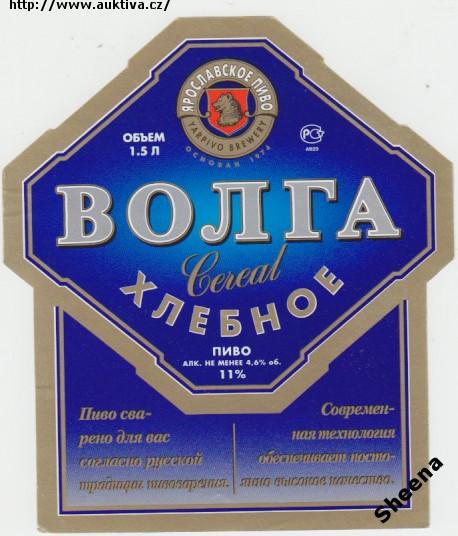 http://www.auktiva.cz/
ЯРОСЛАВСКОЕ ПИВО
YARPIVO BREWERY
ОСНОВАН 1974
ОБЪЕМ
1.5 Л
РС
АЯ29
ВОЛГА
Cereal
ХЛЕБНОЕ
ПИВО
АЛК. НЕ МЕНЕЕ 4,6% об.
11%
Пиво сва-
рено для вас
согласно русской
традиции пивоварения.
Современ-
ная технология
обеспечивает посто-
янно высокое качество.
Sheena